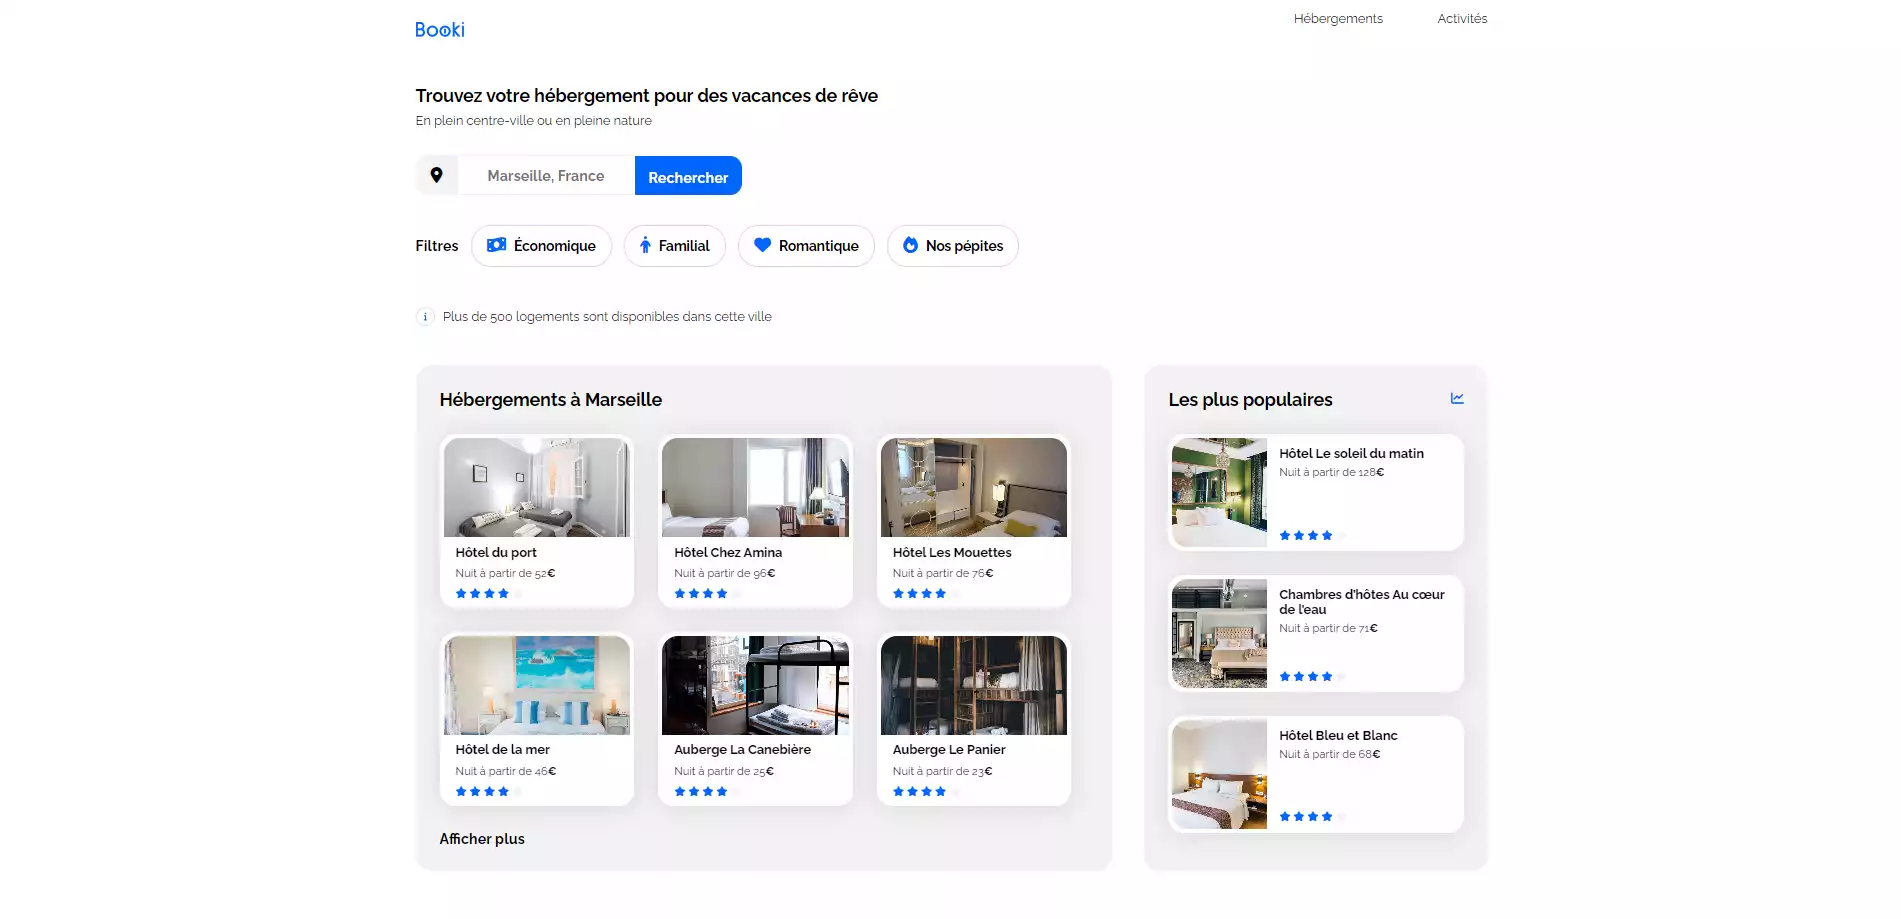 Booki
Hébergements
Activités
Trouvez votre hébergement pour des vacances de rêve
En plein centre-ville ou en pleine nature
Marseille, France
Rechercher
Filtres
Économique
Familial
Romantique
Nos pépites
i Plus de 500 logements sont disponibles dans cette ville
Hébergements à Marseille
Hôtel du port
Nuit à partir de 52€
Hôtel Chez Amina
Nuit à partir de 96€
Hôtel Les Mouettes
Nuit à partir de 76€
Hôtel de la mer
Nuit à partir de 46€
Auberge La Canebière
Nuit à partir de 25€
Auberge Le Panier
Nuit à partir de 23€
Afficher plus
Les plus populaires
Hôtel Le soleil du matin
Nuit à partir de 128€
Chambres d'hôtes Au cœur
de l'eau
Nuit à partir de 71€
Hôtel Bleu et Blanc
Nuit à partir de 68€